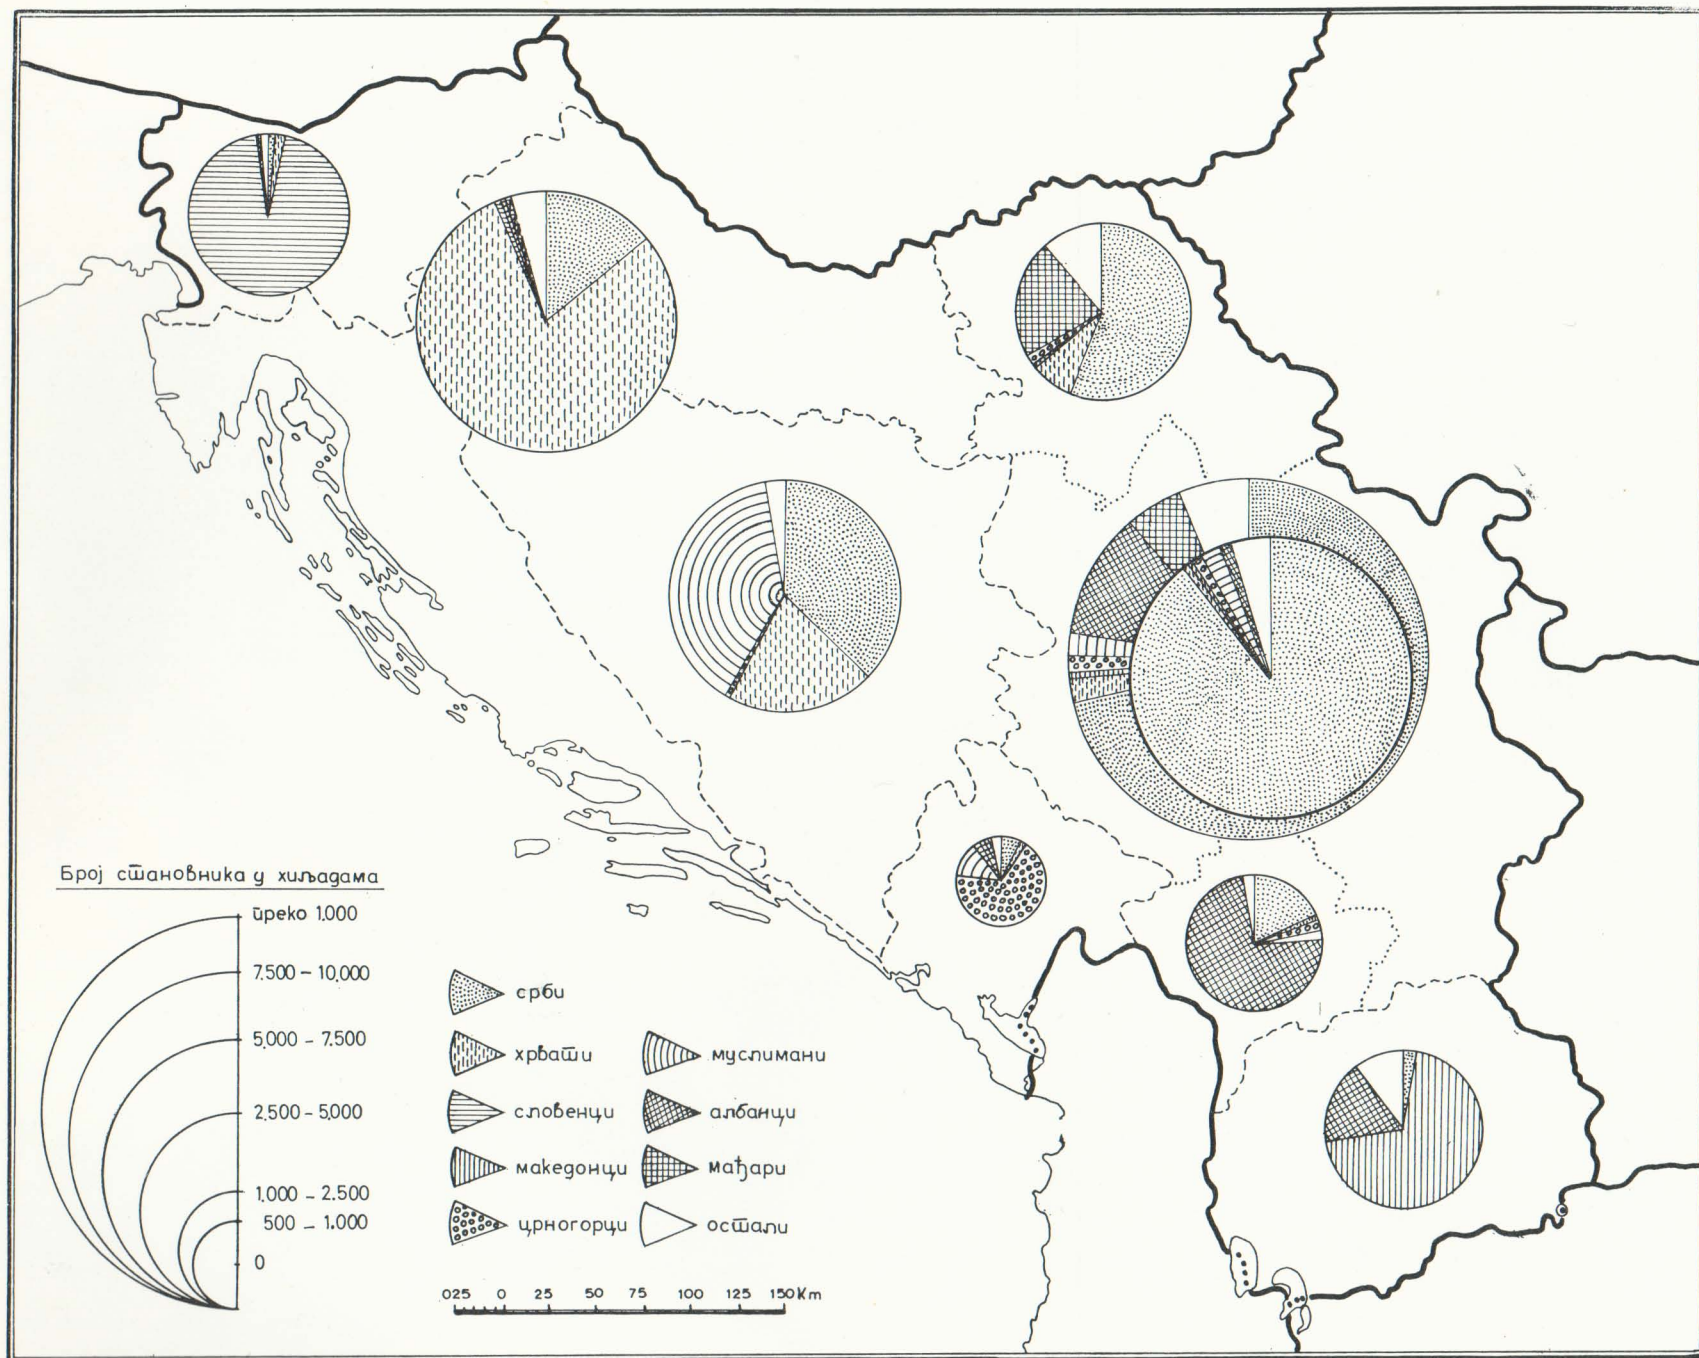 Број становника у хиљадама
преко 1.000
7.500 – 10.000
5.000 – 7.500
2.500 – 5.000
1.000 – 2.500
500 – 1.000
0
срби
хрвати
словенци
македонци
црногорци
муслимани
албанци
мађари
остали
025 0 25 50 75 100 125 150 Km